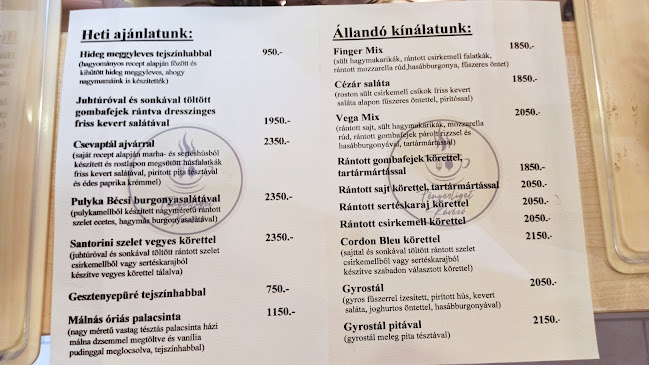 Heti ajánlatunk:
Hideg meggyleves tejszínhabbal 950.-
(hagyományos recept alapján főzött és
kihűtött hideg meggyleves, ahogy
nagymamáink is készítették)
Juhtúróval és sonkával töltött
gombafejek rántva dresszinges
friss kevert salátával 1950.-
Csevaptál ajvárral 2350.-
(saját recept alapján marha- és sertéshúsból
készített és rostlapon megsütött húsfalatkák
friss kevert salátával, pirított pita tésztával
és édes paprika krémmel)
Pulyka Bécsi burgonyasalátával 2350.-
(pulykamellből készített nagyméretű rántott
szelet ecetes, hagymás burgonyasalátával)
Santorini szelet vegyes körettel 2350.-
(juhtúróval és sonkával töltött rántott szelet
csirkemellből vagy sertéskarajból
készítve vegyes körettel tálalva)
Gesztenyepüré tejszínhabbal 750.-
Málnás óriás palacsinta 1150.-
(nagy méretű vastag tésztás palacsinta házi
málna dzsemmel megtöltve és vanília
pudinggal meglocsolva, tejszínhabbal)
Állandó kínálatunk:
Finger Mix 1850.-
(sült hagymakarikák, rántott csirkemell falatkák,
rántott mozzarella rúd,hasábburgonya, fűszeres öntet)
Cézár saláta 1850.-
(roston sült csirkemell csíkok friss kevert
saláta alapon fűszeres öntettel, pirítóssal)
Vega Mix 2050.-
(rántott sajt, sült hagymakarikák, mozzarella
rúd, rántott gombafejek párolt rizzsel és
hasábburgonyával, tartármártással)
Rántott gombafejek körettel,
tartármártással 1850.-
Rántott sajt körettel, tartármártással 2050.-
Rántott sertéskaraj körettel 2050.-
Rántott csirkemell körettel 2050.-
Cordon Bleu körettel 2150.-
(sajttal és sonkával töltött rántott szelet
csirkemellből vagy sertéskarajból
készítve szabadon választott körettel)
Gyrostál 2050.-
(gyros fűszerrel ízesített, pirított hús, kevert
saláta, joghurtos öntettel, hasábburgonyával)
Gyrostál pitával 2150.-
(gyrostál meleg pita tésztával)
Fényesliget
Kávézó